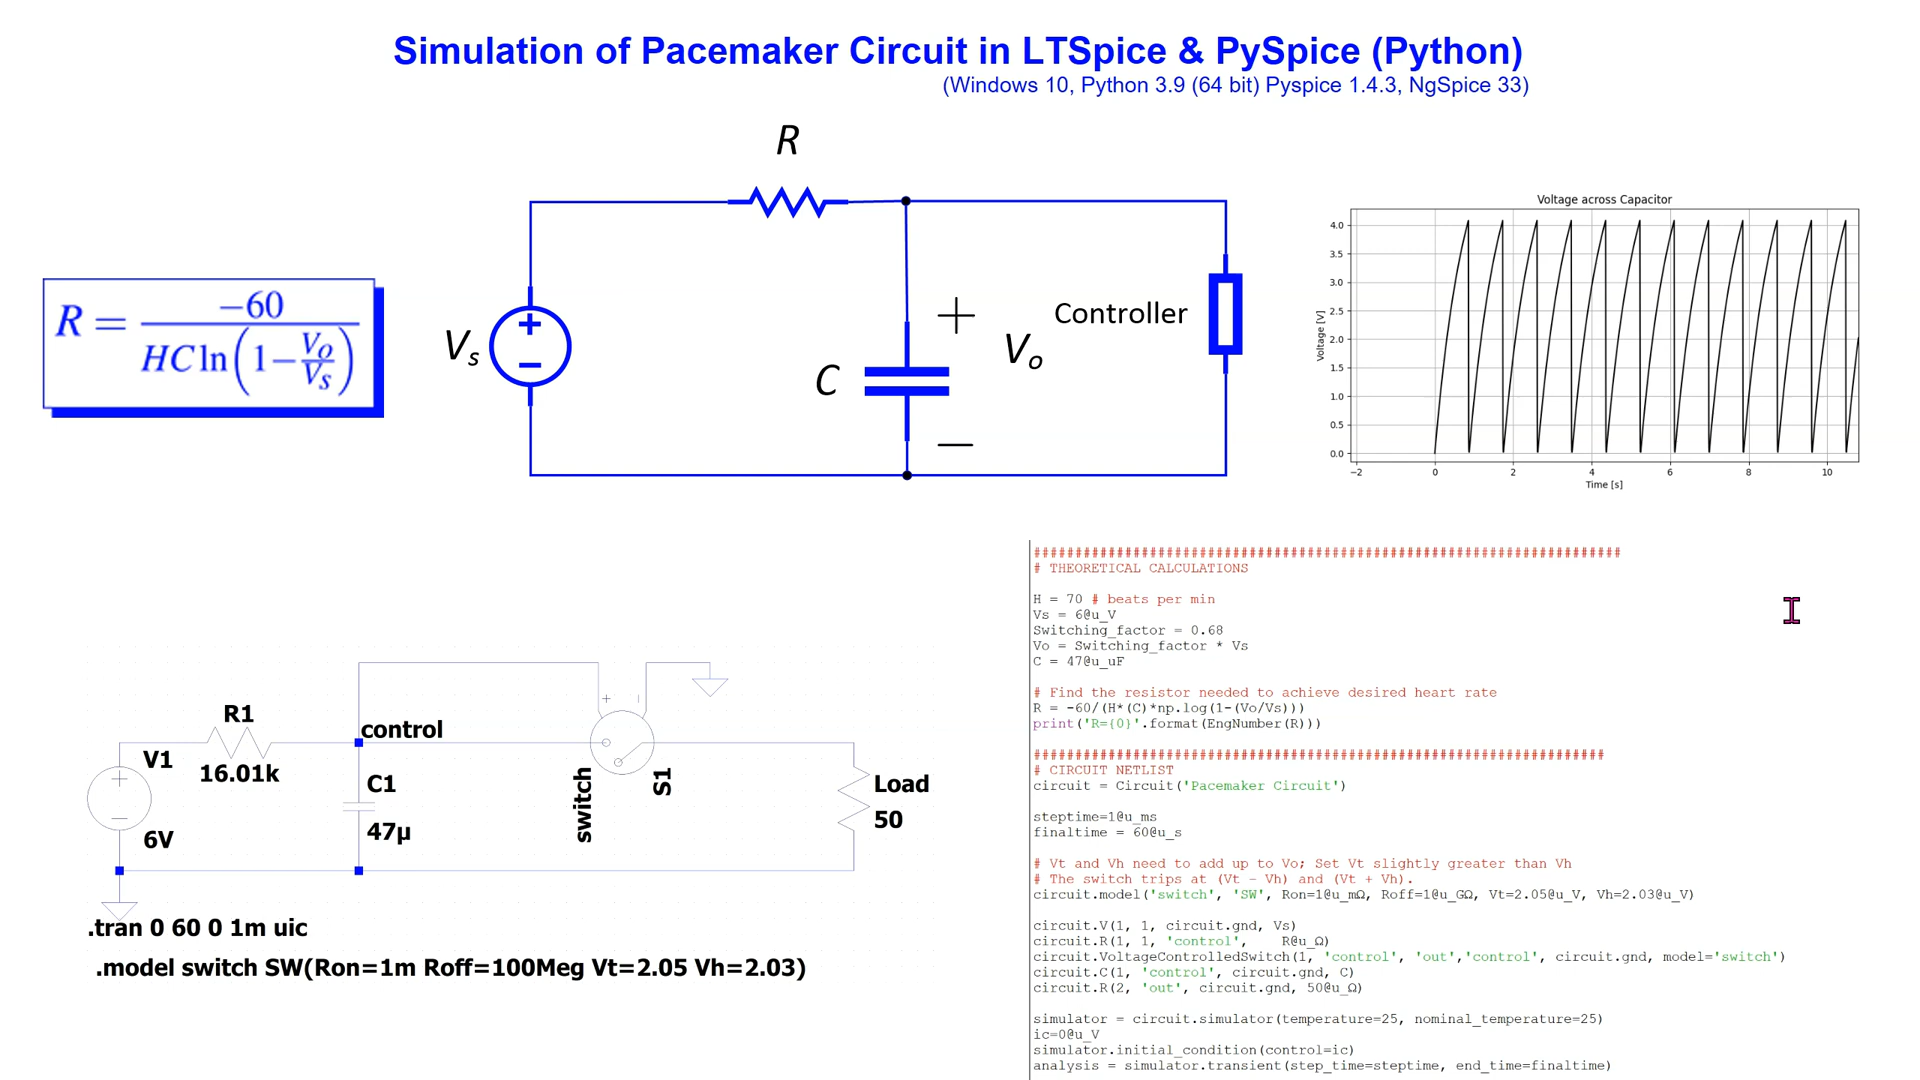 Simulation of Pacemaker Circuit in LTSpice & PySpice (Python)
(Windows 10, Python 3.9 (64 bit) Pyspice 1.4.3, NgSpice 33)
R = -60 / HC ln(1 - Vo/Vs)
R
Vs
+
−
C
+
Vo
−
Controller
Voltage across Capacitor
Voltage [V]
4.0
3.5
3.0
2.5
2.0
1.5
1.0
0.5
0.0
−2 0 2 4 6 8 10
Time [s]
R1
16.01k
V1
6V
control
C1
47µ
switch
S1
Load
50
.tran 0 60 0 1m uic
.model switch SW(Ron=1m Roff=100Meg Vt=2.05 Vh=2.03)
# THEORETICAL CALCULATIONS
H = 70 # beats per min
Vs = 6@u_V
Switching_factor = 0.68
Vo = Switching_factor * Vs
C = 47@u_uF
# Find the resistor needed to achieve desired heart rate
R = -60/(H*(C)*np.log(1-(Vo/Vs)))
print('R={0}'.format(EngNumber(R)))
# CIRCUIT NETLIST
circuit = Circuit('Pacemaker Circuit')
steptime=1@u_ms
finaltime = 60@u_s
# Vt and Vh need to add up to Vo; Set Vt slightly greater than Vh
# The switch trips at (Vt - Vh) and (Vt + Vh).
circuit.model('switch', 'SW', Ron=1@u_mΩ, Roff=1@u_GΩ, Vt=2.05@u_V, Vh=2.03@u_V)
circuit.V(1, 1, circuit.gnd, Vs)
circuit.R(1, 1, 'control', R@u_Ω)
circuit.VoltageControlledSwitch(1, 'control', 'out','control', circuit.gnd, model='switch')
circuit.C(1, 'control', circuit.gnd, C)
circuit.R(2, 'out', circuit.gnd, 50@u_Ω)
simulator = circuit.simulator(temperature=25, nominal_temperature=25)
ic=0@u_V
simulator.initial_condition(control=ic)
analysis = simulator.transient(step_time=steptime, end_time=finaltime)